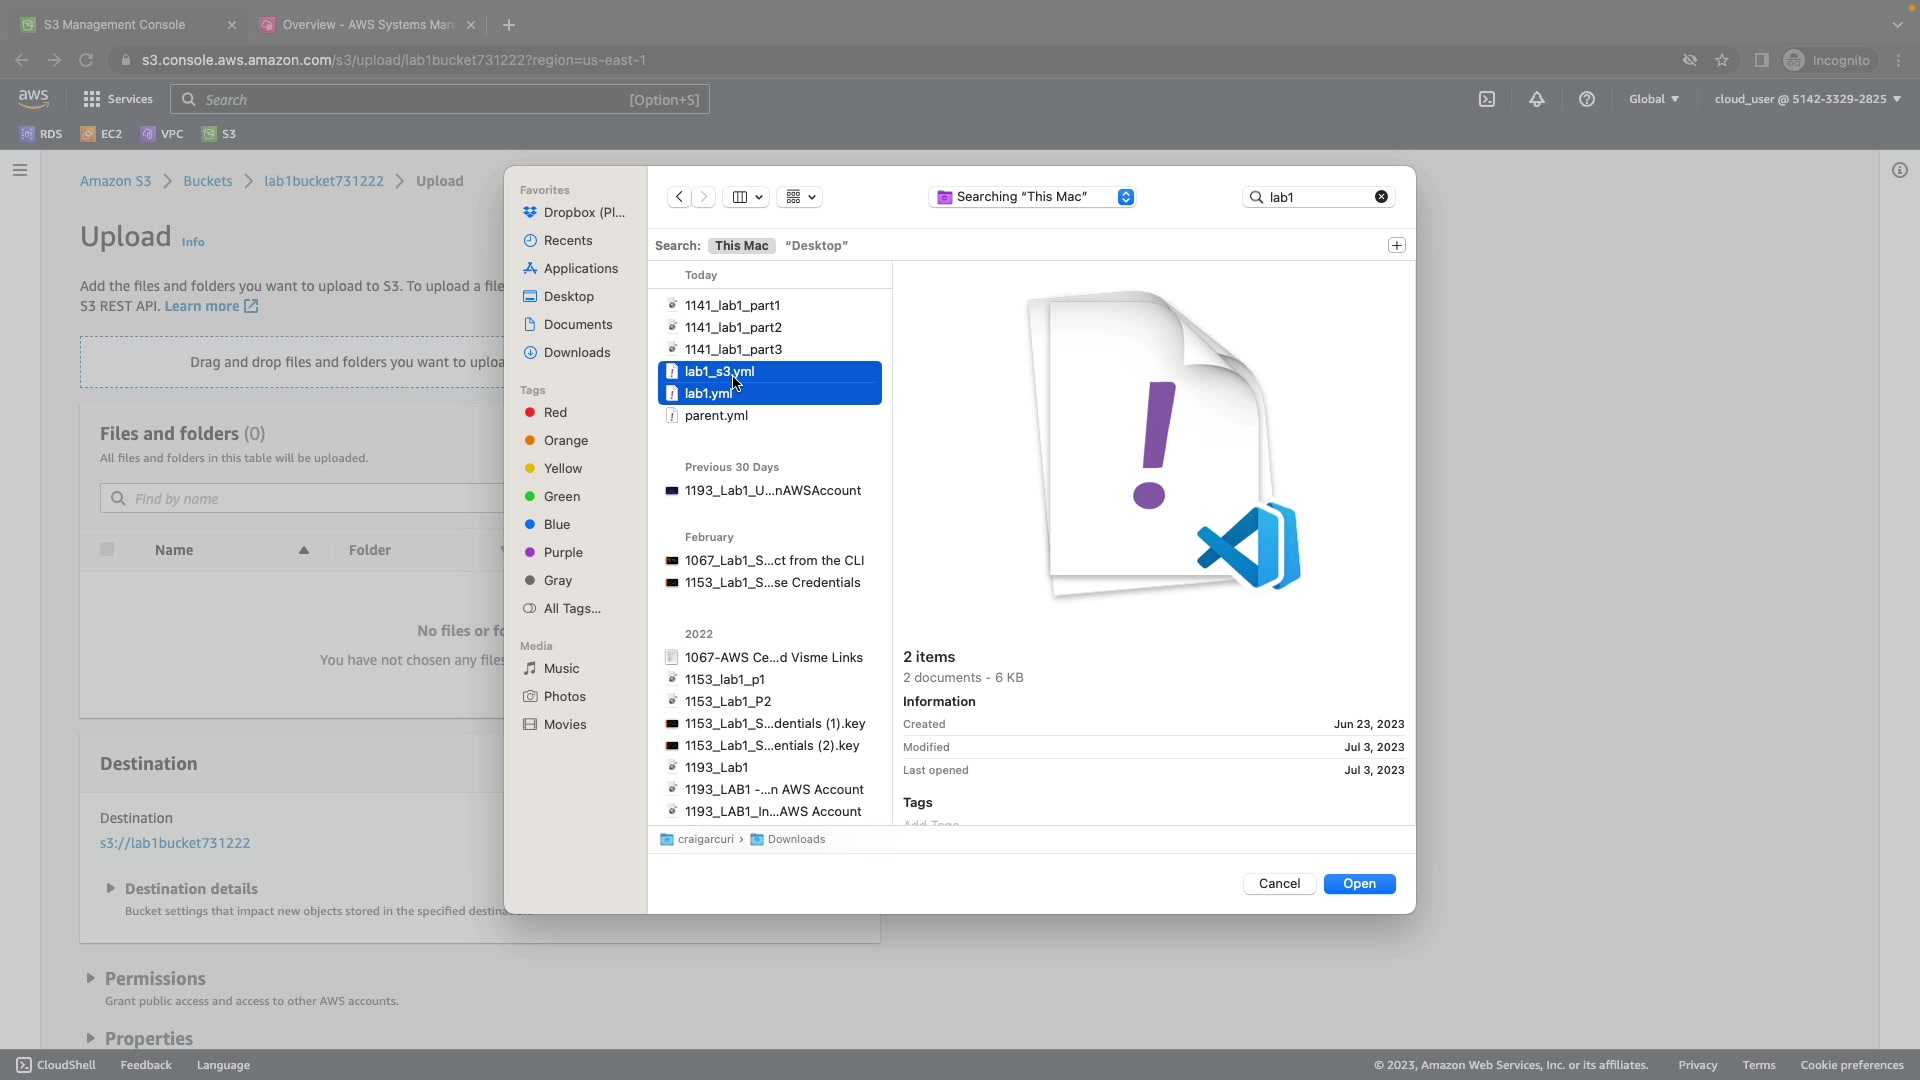 S3 Management Console
Overview - AWS Systems Man
s3.console.aws.amazon.com/s3/upload/lab1bucket731222?region=us-east-1
Incognito
aws
Services
Search
[Option+S]
Global
cloud_user @ 5142-3329-2825
RDS
EC2
VPC
S3
Amazon S3 > Buckets > lab1bucket731222 > Upload
Upload Info
Add the files and folders you want to upload to S3. To upload a file
S3 REST API. Learn more
Drag and drop files and folders you want to uploa
Files and folders (0)
All files and folders in this table will be uploaded.
Find by name
Name
Folder
No files or fo
You have not chosen any files
Destination
Destination
s3://lab1bucket731222
Destination details
Bucket settings that impact new objects stored in the specified destina
Permissions
Grant public access and access to other AWS accounts.
Properties
Favorites
Dropbox (Pl...
Recents
Applications
Desktop
Documents
Downloads
Tags
Red
Orange
Yellow
Green
Blue
Purple
Gray
All Tags...
Media
Music
Photos
Movies
Searching "This Mac"
lab1
Search: This Mac "Desktop"
Today
1141_lab1_part1
1141_lab1_part2
1141_lab1_part3
lab1_s3.yml
lab1.yml
parent.yml
Previous 30 Days
1193_Lab1_U...nAWSAccount
February
1067_Lab1_S...ct from the CLI
1153_Lab1_S...se Credentials
2022
1067-AWS Ce...d Visme Links
1153_lab1_p1
1153_Lab1_P2
1153_Lab1_S...dentials (1).key
1153_Lab1_S...entials (2).key
1193_Lab1
1193_LAB1 -...n AWS Account
1193_LAB1_In...AWS Account
!
2 items
2 documents - 6 KB
Information
Created Jun 23, 2023
Modified Jul 3, 2023
Last opened Jul 3, 2023
Tags
Add Tags
craigarcuri › Downloads
Cancel
Open
CloudShell
Feedback
Language
© 2023, Amazon Web Services, Inc. or its affiliates.
Privacy
Terms
Cookie preferences